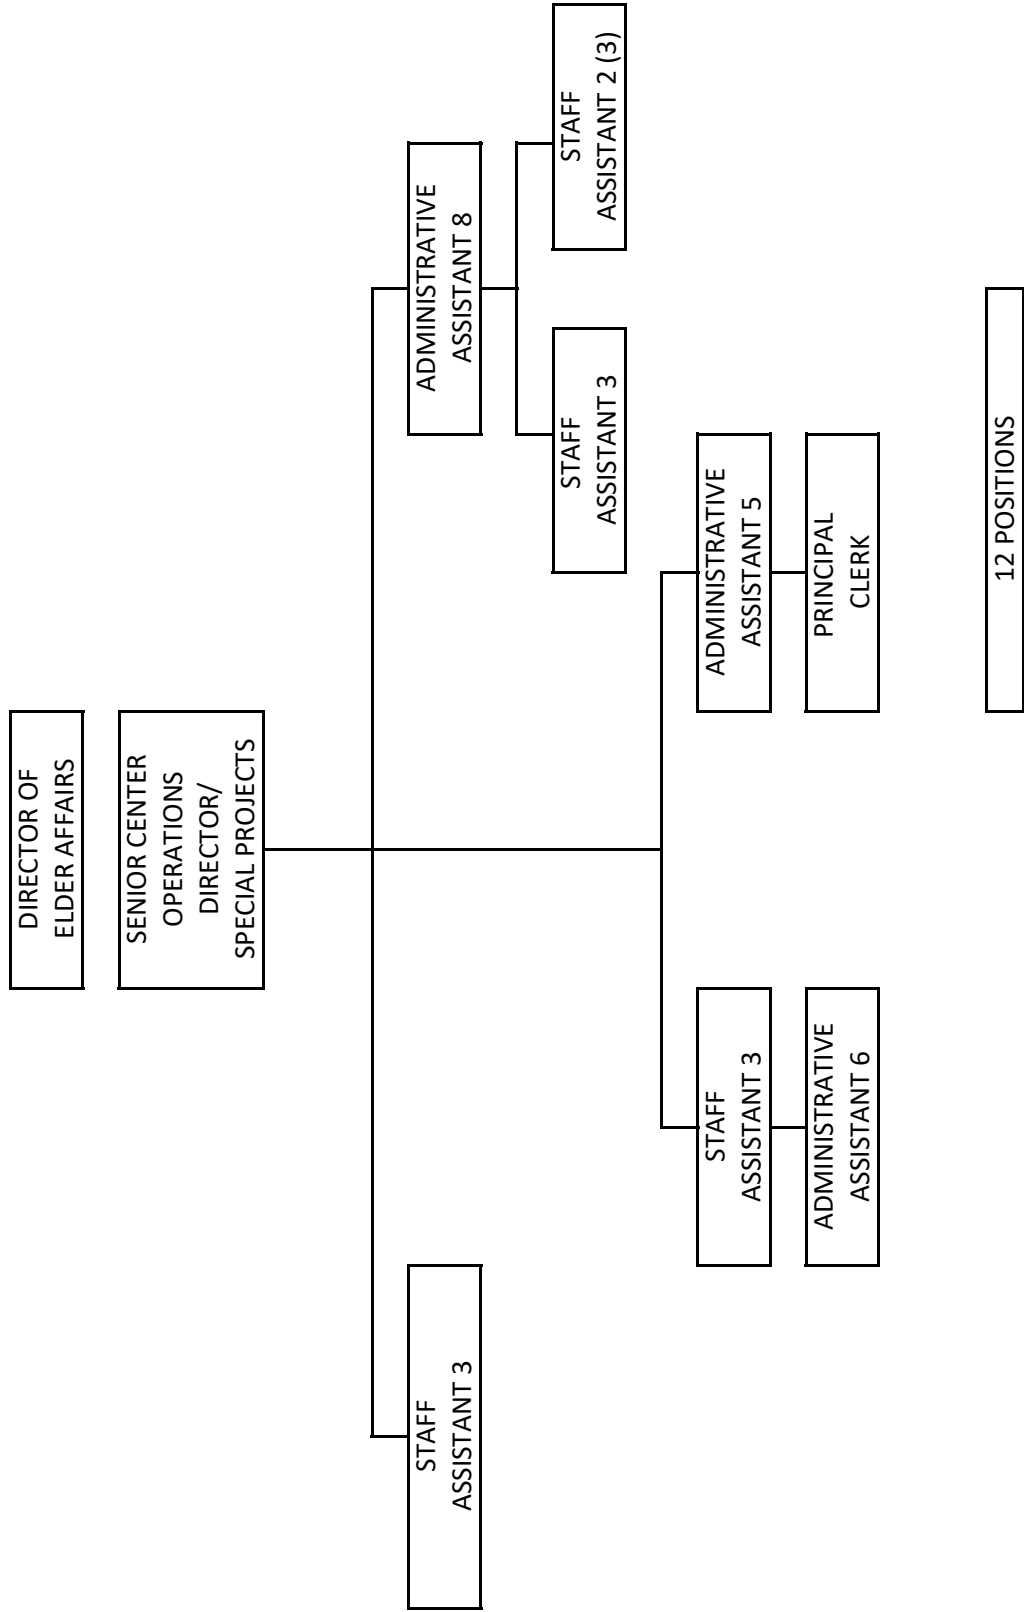 DIRECTOR OF
ELDER AFFAIRS
SENIOR CENTER
OPERATIONS
DIRECTOR/
SPECIAL PROJECTS
STAFF
ASSISTANT 3
ADMINISTRATIVE
ASSISTANT 8
STAFF
ASSISTANT 3
STAFF
ASSISTANT 2 (3)
STAFF
ASSISTANT 3
ADMINISTRATIVE
ASSISTANT 5
ADMINISTRATIVE
ASSISTANT 6
PRINCIPAL
CLERK
12 POSITIONS